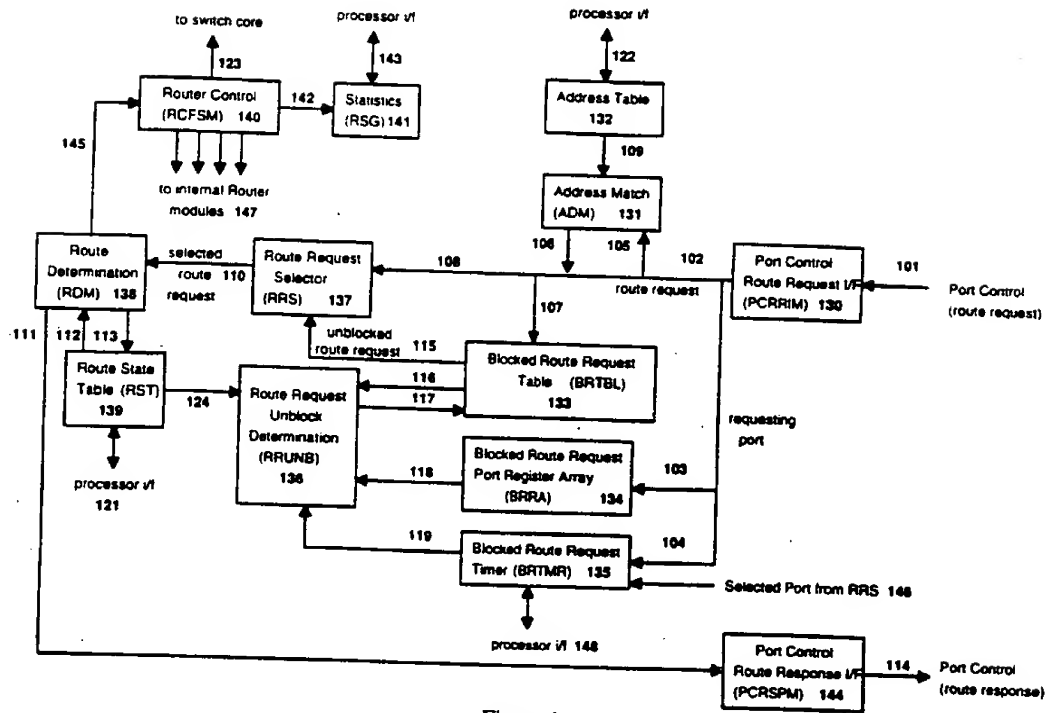 to switch core
processor i/f
processor i/f
123
143
122
Router Control
(RCFSM) 140
142
Statistics
(RSG) 141
Address Table
132
145
109
to internal Router
modules 147
Address Match
(ADM) 131
106
105
Route
Determination
(RDM) 138
selected
route 110
request
Route Request
Selector
(RRS) 137
108
102
route request
Port Control
Route Request I/F
(PCRRIM) 130
101
Port Control
(route request)
111
112
113
107
unblocked
route request
115
Route State
Table (RST)
139
124
Route Request
Unblock
Determination
(RRUNB)
136
116
117
Blocked Route Request
Table (BRTBL)
133
requesting
port
processor i/f
121
118
Blocked Route Request
Port Register Array
(BRRA) 134
103
119
Blocked Route Request
Timer (BRTMR) 135
104
Selected Port from RRS 146
processor i/f 148
Port Control
Route Response I/F
(PCRSPM) 144
114
Port Control
(route response)